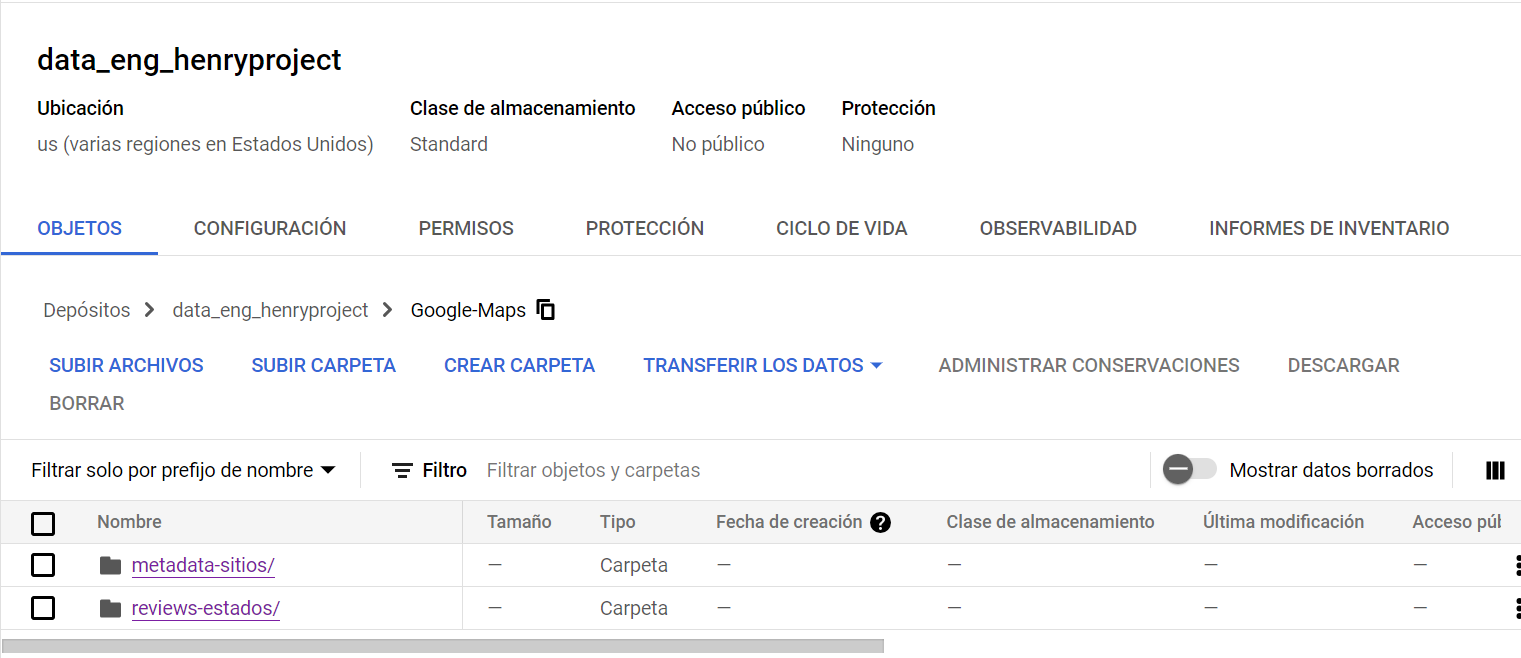 data_eng_henryproject
Ubicación Clase de almacenamiento Acceso público Protección
us (varias regiones en Estados Unidos) Standard No público Ninguno
OBJETOS CONFIGURACIÓN PERMISOS PROTECCIÓN CICLO DE VIDA OBSERVABILIDAD INFORMES DE INVENTARIO
Depósitos > data_eng_henryproject > Google-Maps
SUBIR ARCHIVOS SUBIR CARPETA CREAR CARPETA TRANSFERIR LOS DATOS ADMINISTRAR CONSERVACIONES DESCARGAR
BORRAR
Filtrar solo por prefijo de nombre Filtro Filtrar objetos y carpetas Mostrar datos borrados
Nombre Tamaño Tipo Fecha de creación ? Clase de almacenamiento Última modificación Acceso púb
metadata-sitios/ — Carpeta — — — —
reviews-estados/ — Carpeta — — — —